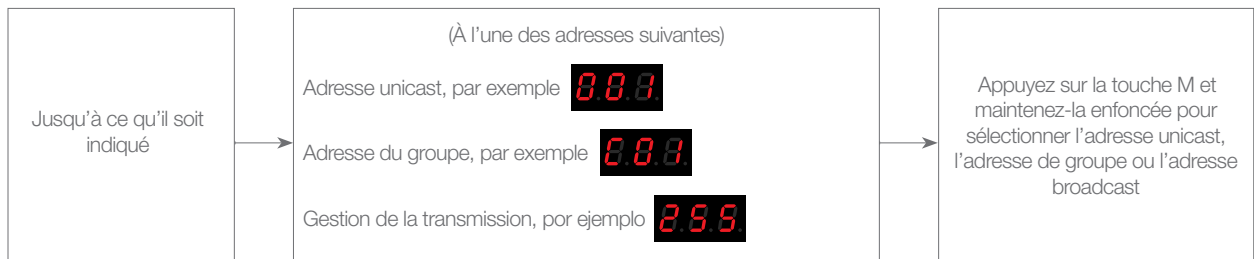 Jusqu'à ce qu'il soit
indiqué
(À l'une des adresses suivantes)
Adresse unicast, par exemple 001
Adresse du groupe, par exemple C01
Gestion de la transmission, por ejemplo 255
Appuyez sur la touche M et
maintenez-la enfoncée pour
sélectionner l'adresse unicast,
l'adresse de groupe ou l'adresse
broadcast